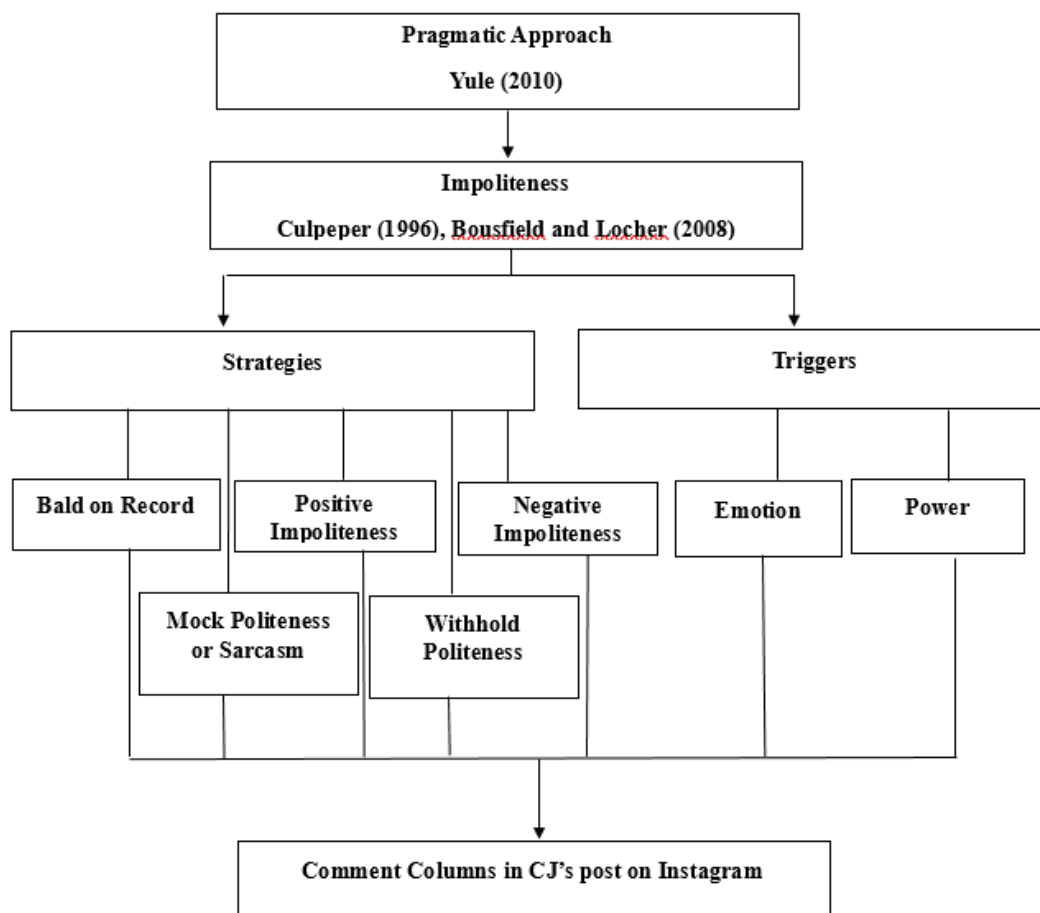 Pragmatic Approach
Yule (2010)
Impoliteness
Culpeper (1996), Bousfield and Locher (2008)
Strategies
Triggers
Bald on Record
Positive
Impoliteness
Negative
Impoliteness
Emotion
Power
Mock Politeness
or Sarcasm
Withhold
Politeness
Comment Columns in CJ's post on Instagram